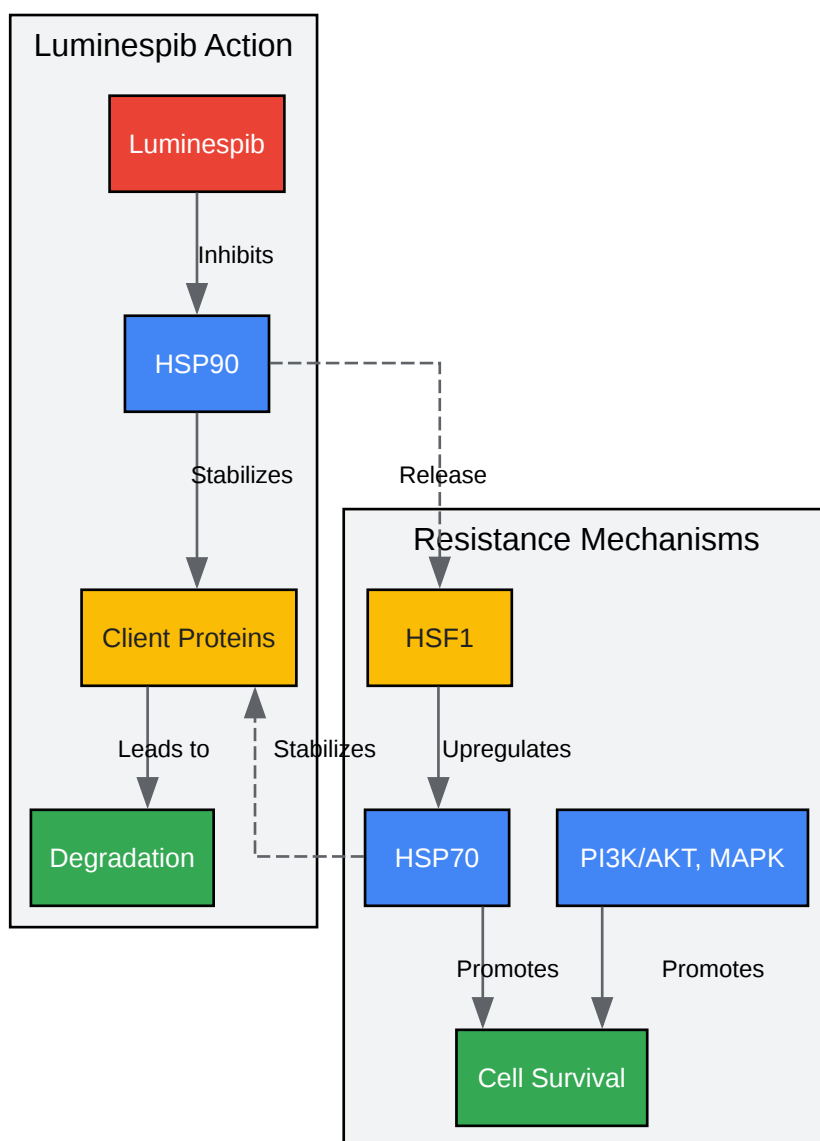 Luminespib Action
Luminespib
Inhibits
HSP90
Stabilizes
Release
Resistance Mechanisms
Client Proteins
HSF1
Leads to
Stabilizes
Upregulates
Degradation
HSP70
PI3K/AKT, MAPK
Promotes
Promotes
Cell Survival